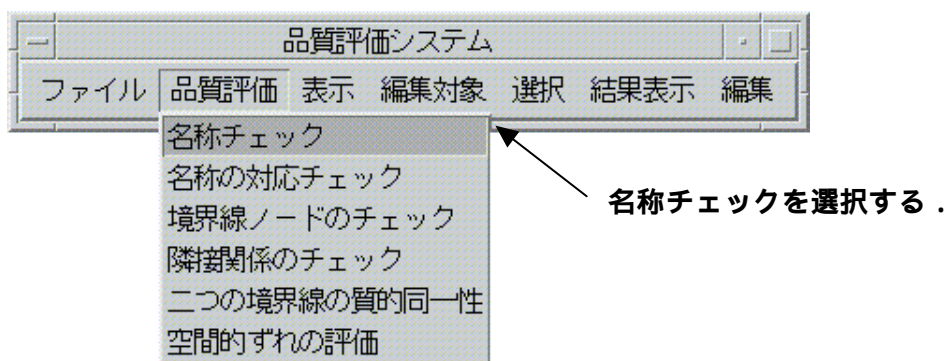 品質評価システム
ファイル 品質評価 表示 編集対象 選択 結果表示 編集
名称チェック
名称の対応チェック
境界線ノードのチェック
隣接関係のチェック
二つの境界線の質的同一性
空間的ずれの評価
名称チェックを選択する．